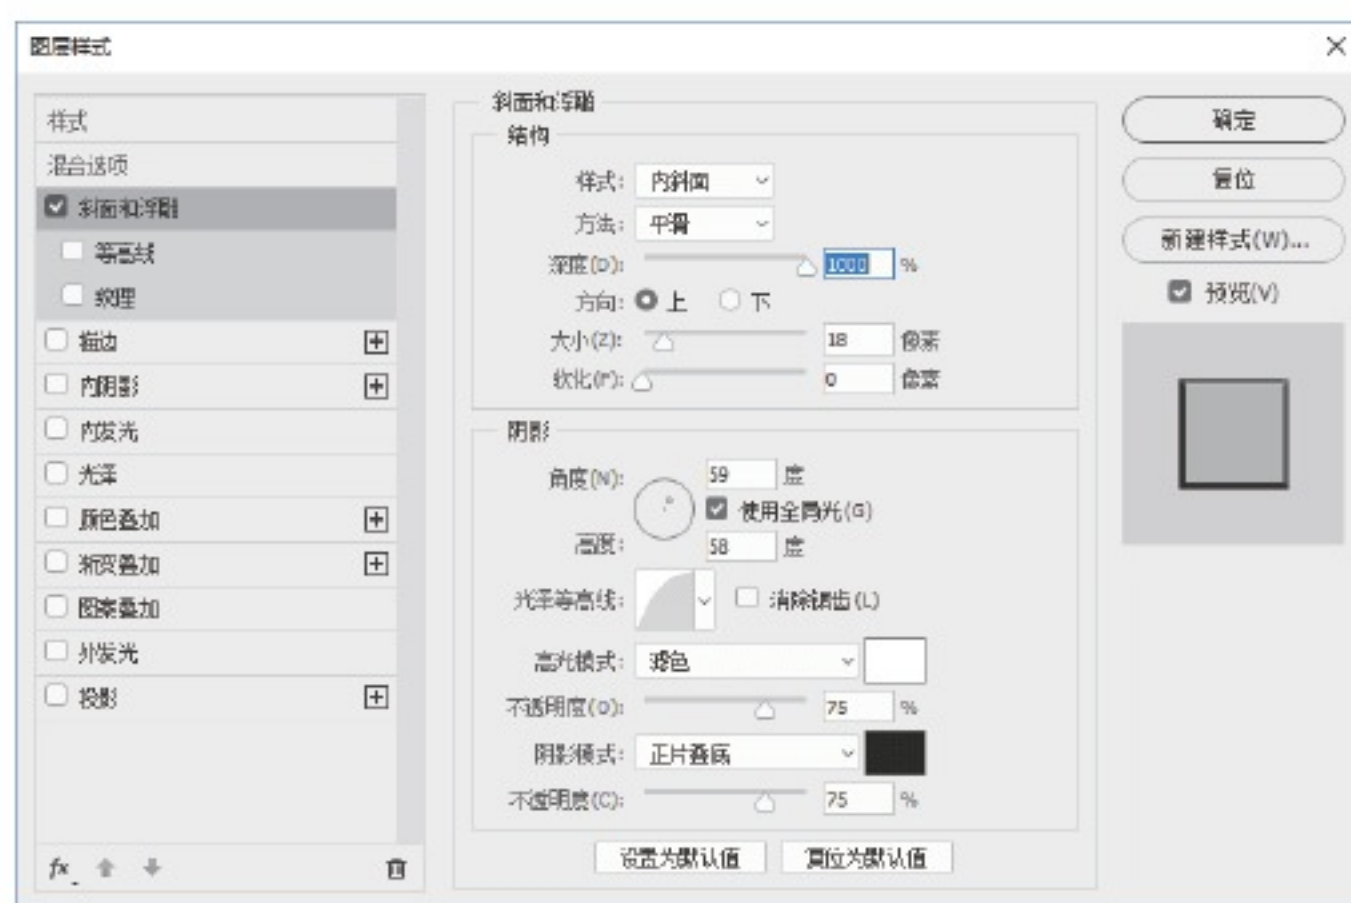 图层样式
样式
混合选项
斜面和浮雕
等高线
纹理
描边
内阴影
内发光
光泽
颜色叠加
渐变叠加
图案叠加
外发光
投影
fx
斜面和浮雕
结构
样式: 内斜面
方法: 平滑
深度(D): 1000 %
方向: 上 下
大小(Z): 18 像素
软化(F): 0 像素
阴影
角度(N): 59 度
使用全局光(G)
高度: 58 度
光泽等高线: 消除锯齿(L)
高光模式: 滤色
不透明度(O): 75 %
阴影模式: 正片叠底
不透明度(C): 75 %
设置为默认值 复位为默认值
确定
复位
新建样式(W)...
预览(V)